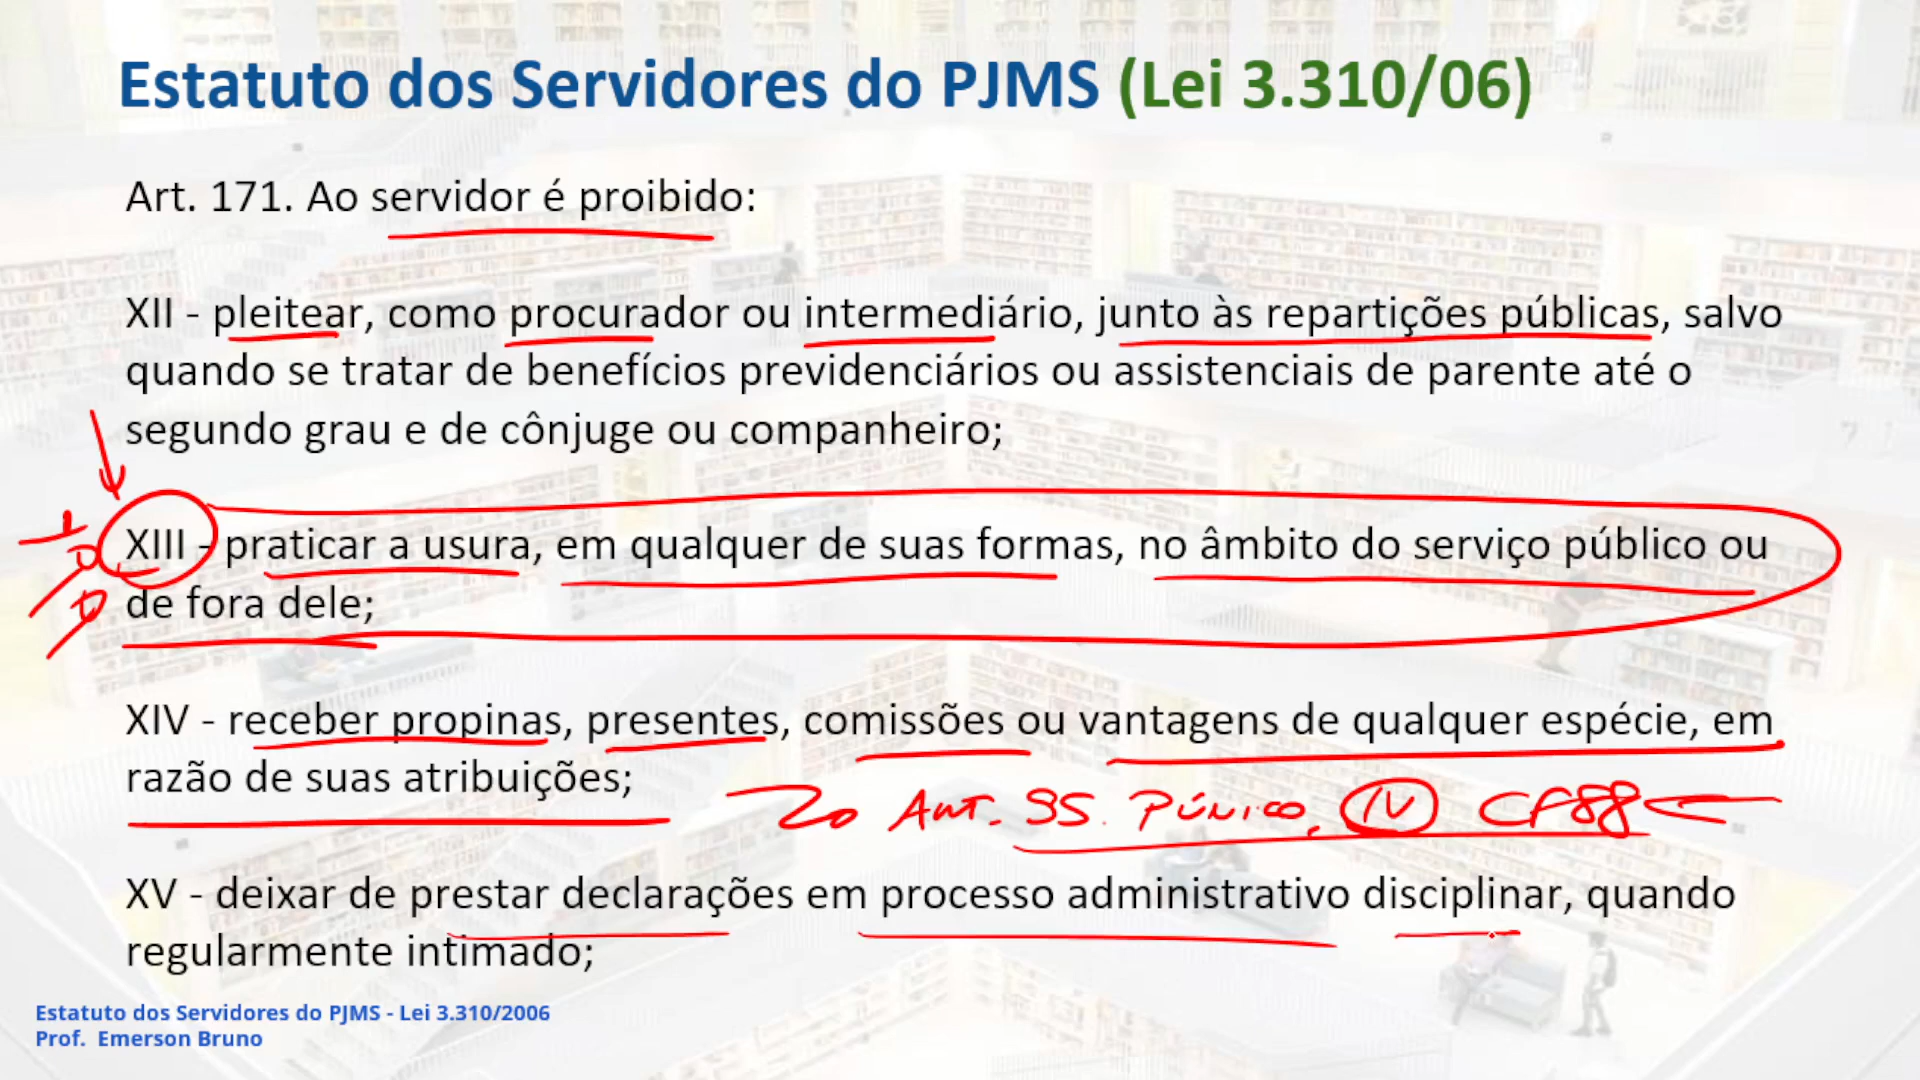 Estatuto dos Servidores do PJMS (Lei 3.310/06)
Art. 171. Ao servidor é proibido:
XII - pleitear, como procurador ou intermediário, junto às repartições públicas, salvo
quando se tratar de benefícios previdenciários ou assistenciais de parente até o
segundo grau e de cônjuge ou companheiro;
XIII - praticar a usura, em qualquer de suas formas, no âmbito do serviço público ou
de fora dele;
XIV - receber propinas, presentes, comissões ou vantagens de qualquer espécie, em
razão de suas atribuições;
Art. 35. Púnico, IV CF88
XV - deixar de prestar declarações em processo administrativo disciplinar, quando
regularmente intimado;
Estatuto dos Servidores do PJMS - Lei 3.310/2006
Prof. Emerson Bruno